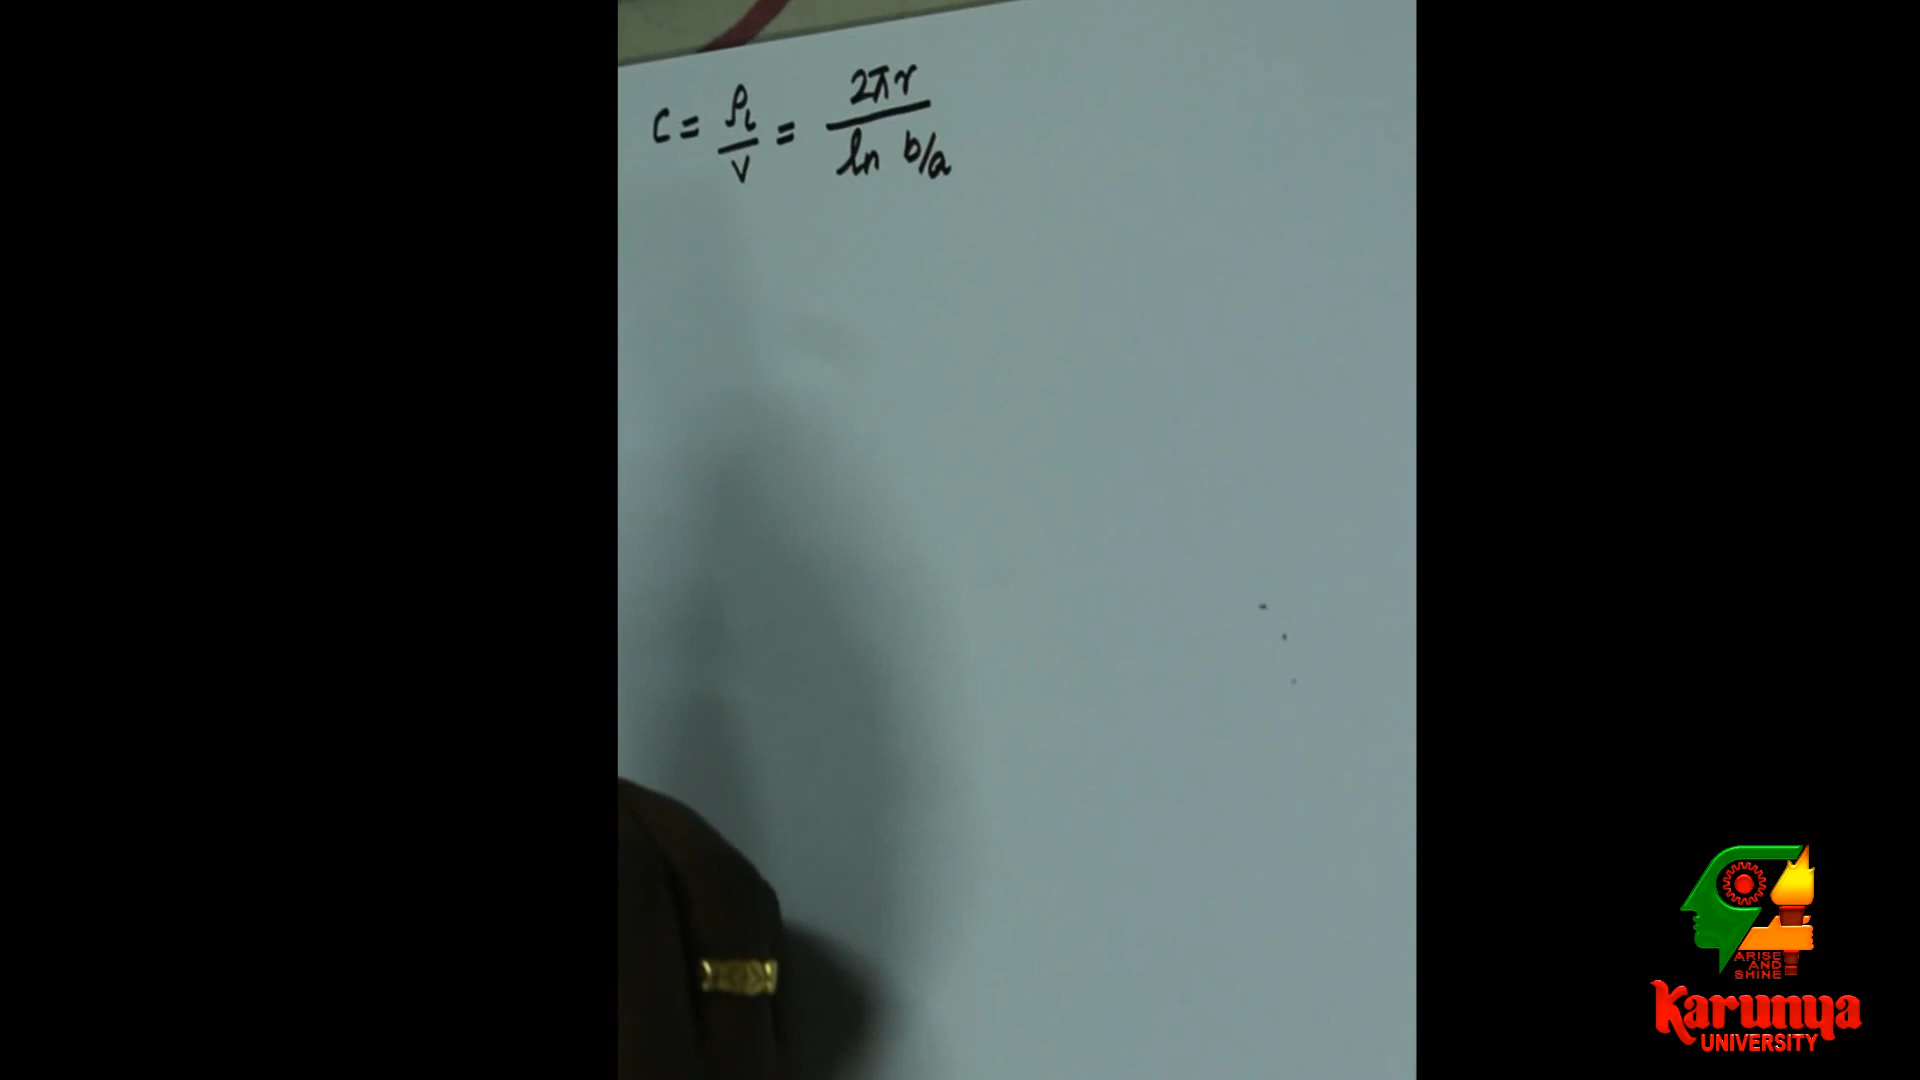 C = ρl/V = 2πr/ln b/a
ARISE
AND
SHINE
Karunya
UNIVERSITY